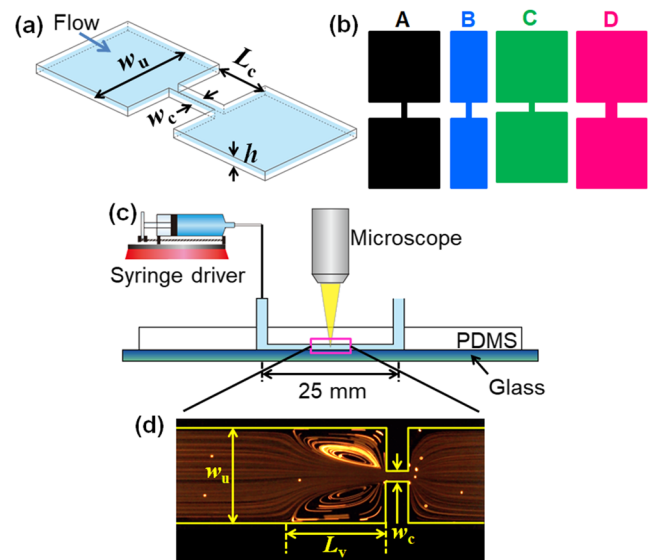 (a)
Flow
wu
Lc
wc
h
(b)
A B C D
(c)
Microscope
Syringe driver
PDMS
Glass
25 mm
(d)
wu
Lv
wc